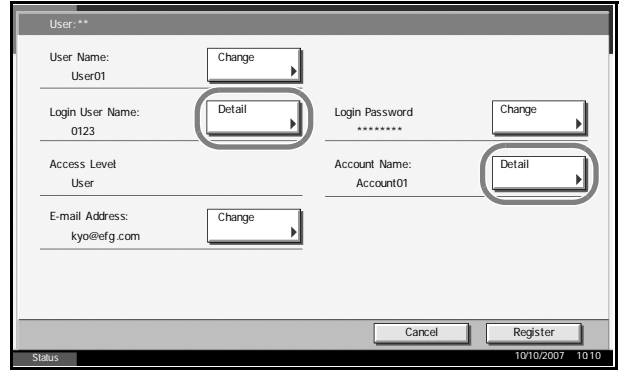 User:**
User Name:
User01
Change
Login User Name:
0123
Detail
Login Password
********
Change
Access Level:
User
Account Name:
Account01
Detail
E-mail Address:
kyo@efg.com
Change
Cancel
Register
Status
10/10/2007 10:10